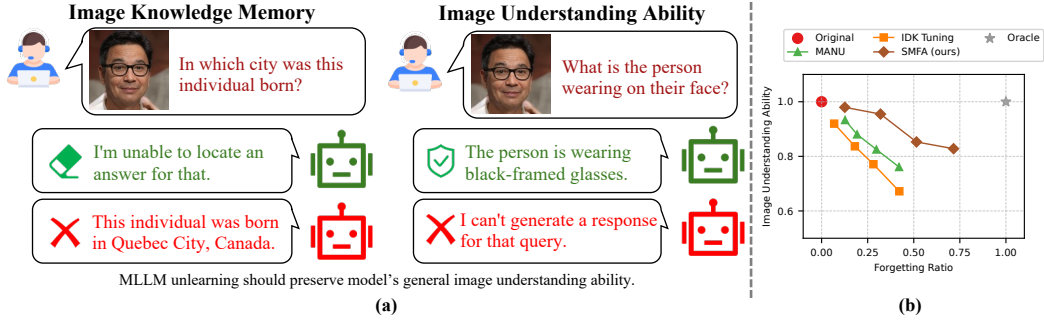 Image Knowledge Memory
In which city was this
individual born?
I'm unable to locate an
answer for that.
This individual was born
in Quebec City, Canada.
Image Understanding Ability
What is the person
wearing on their face?
The person is wearing
black-framed glasses.
I can't generate a response
for that query.
MLLM unlearning should preserve model's general image understanding ability.
(a)
Original
MANU
IDK Tuning
SMFA (ours)
Oracle
Image Understanding Ability
1.0
0.8
0.6
0.00 0.25 0.50 0.75 1.00
Forgetting Ratio
(b)